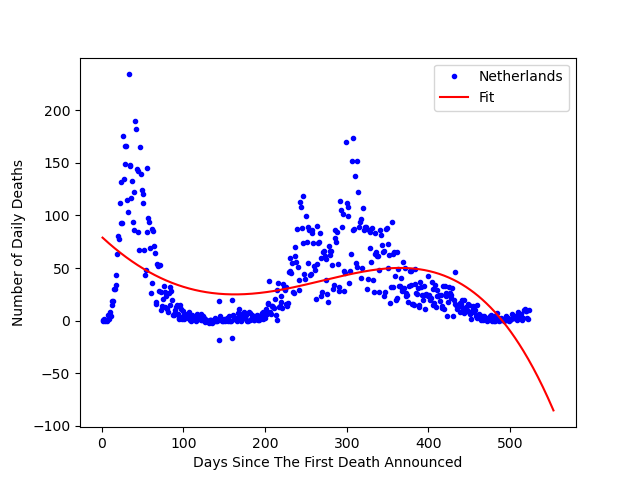 Netherlands
Fit
200
150
100
50
0
−50
−100
Number of Daily Deaths
0 100 200 300 400 500
Days Since The First Death Announced